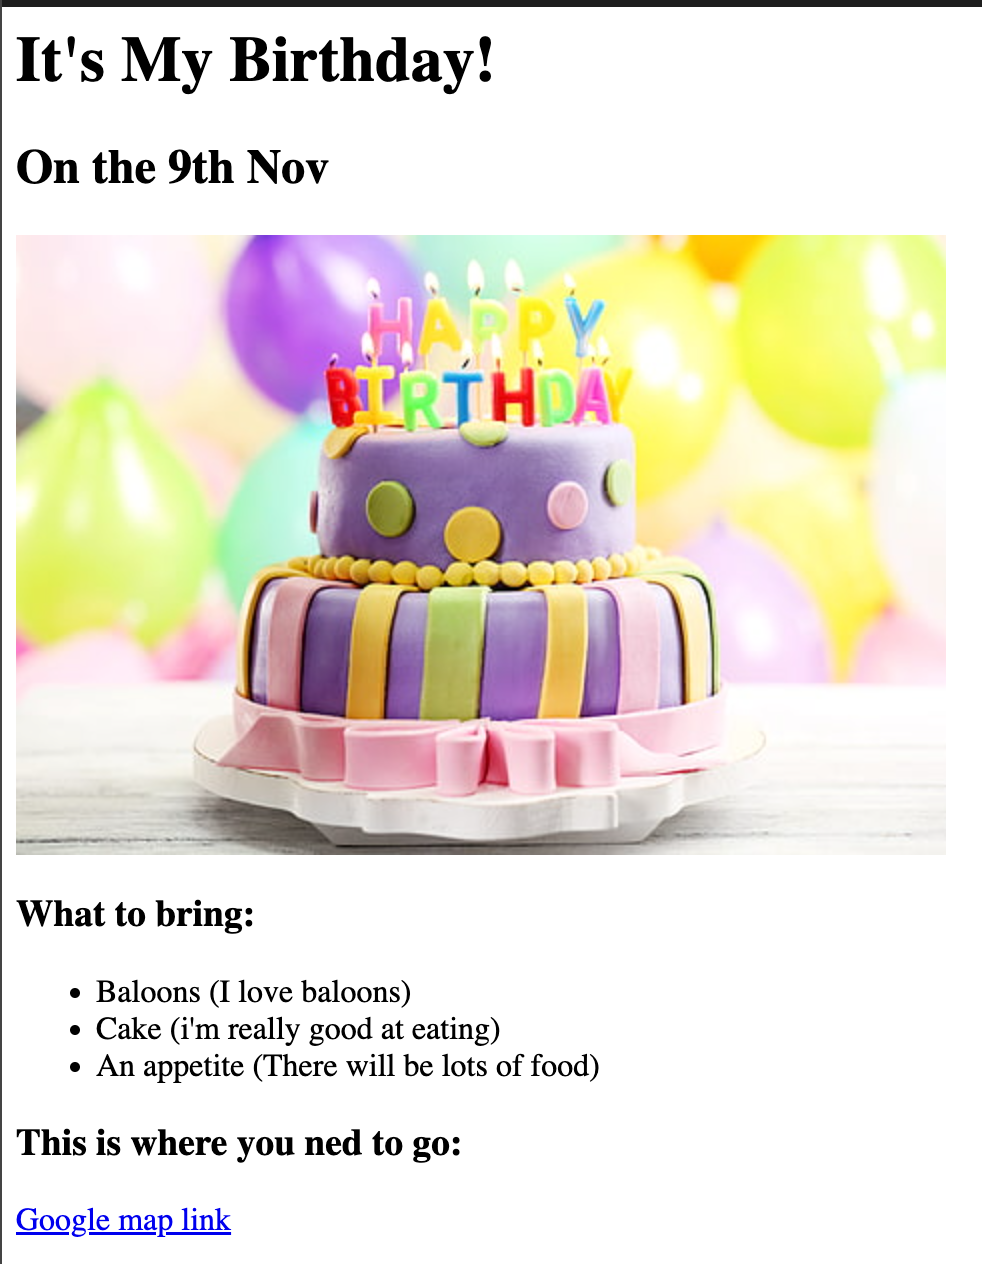 It's My Birthday!
On the 9th Nov
HAPPY
BIRTHDAY
What to bring:
Baloons (I love baloons)
Cake (i'm really good at eating)
An appetite (There will be lots of food)
This is where you ned to go:
Google map link